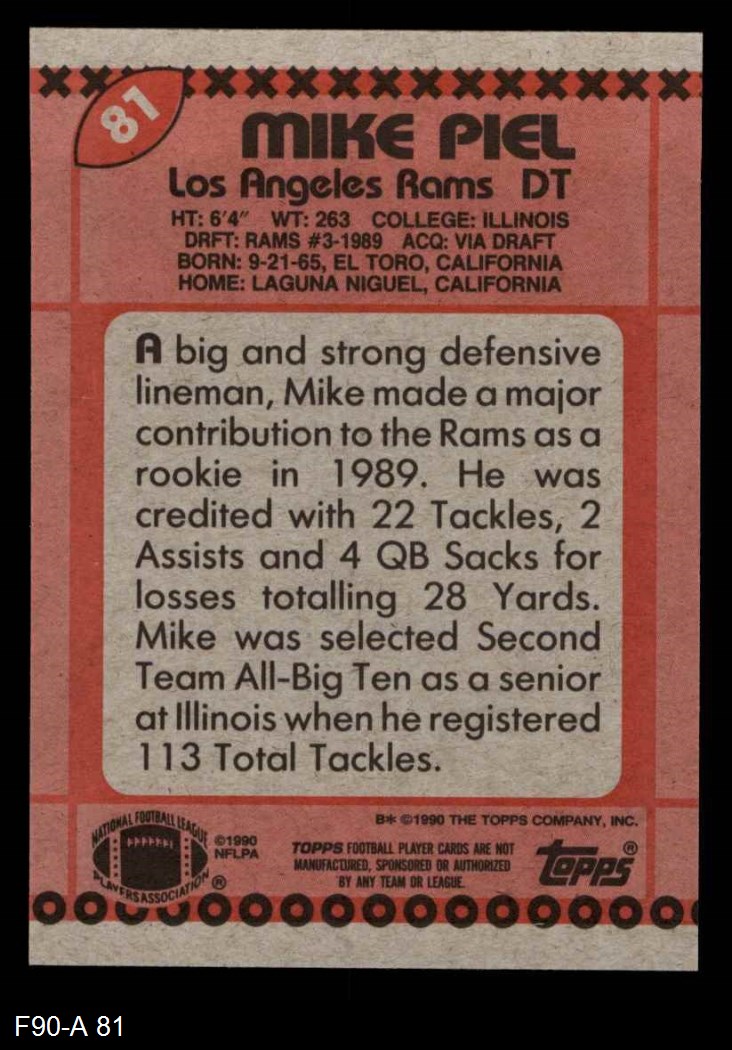 81
MIKE PIEL
Los Angeles Rams DT
HT: 6'4" WT: 263 COLLEGE: ILLINOIS
DRFT: RAMS #3-1989 ACQ: VIA DRAFT
BORN: 9-21-65, EL TORO, CALIFORNIA
HOME: LAGUNA NIGUEL, CALIFORNIA
A big and strong defensive
lineman, Mike made a major
contribution to the Rams as a
rookie in 1989. He was
credited with 22 Tackles, 2
Assists and 4 QB Sacks for
losses totalling 28 Yards.
Mike was selected Second
Team All-Big Ten as a senior
at Illinois when he registered
113 Total Tackles.
NATIONAL FOOTBALL LEAGUE
PLAYERS ASSOCIATION ®
©1990
NFLPA
B* ©1990 THE TOPPS COMPANY, INC.
TOPPS FOOTBALL PLAYER CARDS ARE NOT
MANUFACTURED, SPONSORED OR AUTHORIZED
BY ANY TEAM OR LEAGUE.
Topps®
F90-A 81